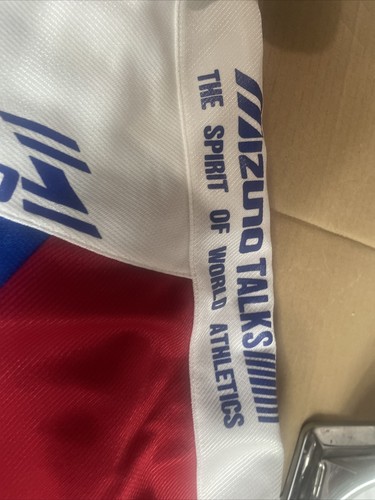 MIZUNO TALKS
THE SPIRIT OF WORLD ATHLETICS